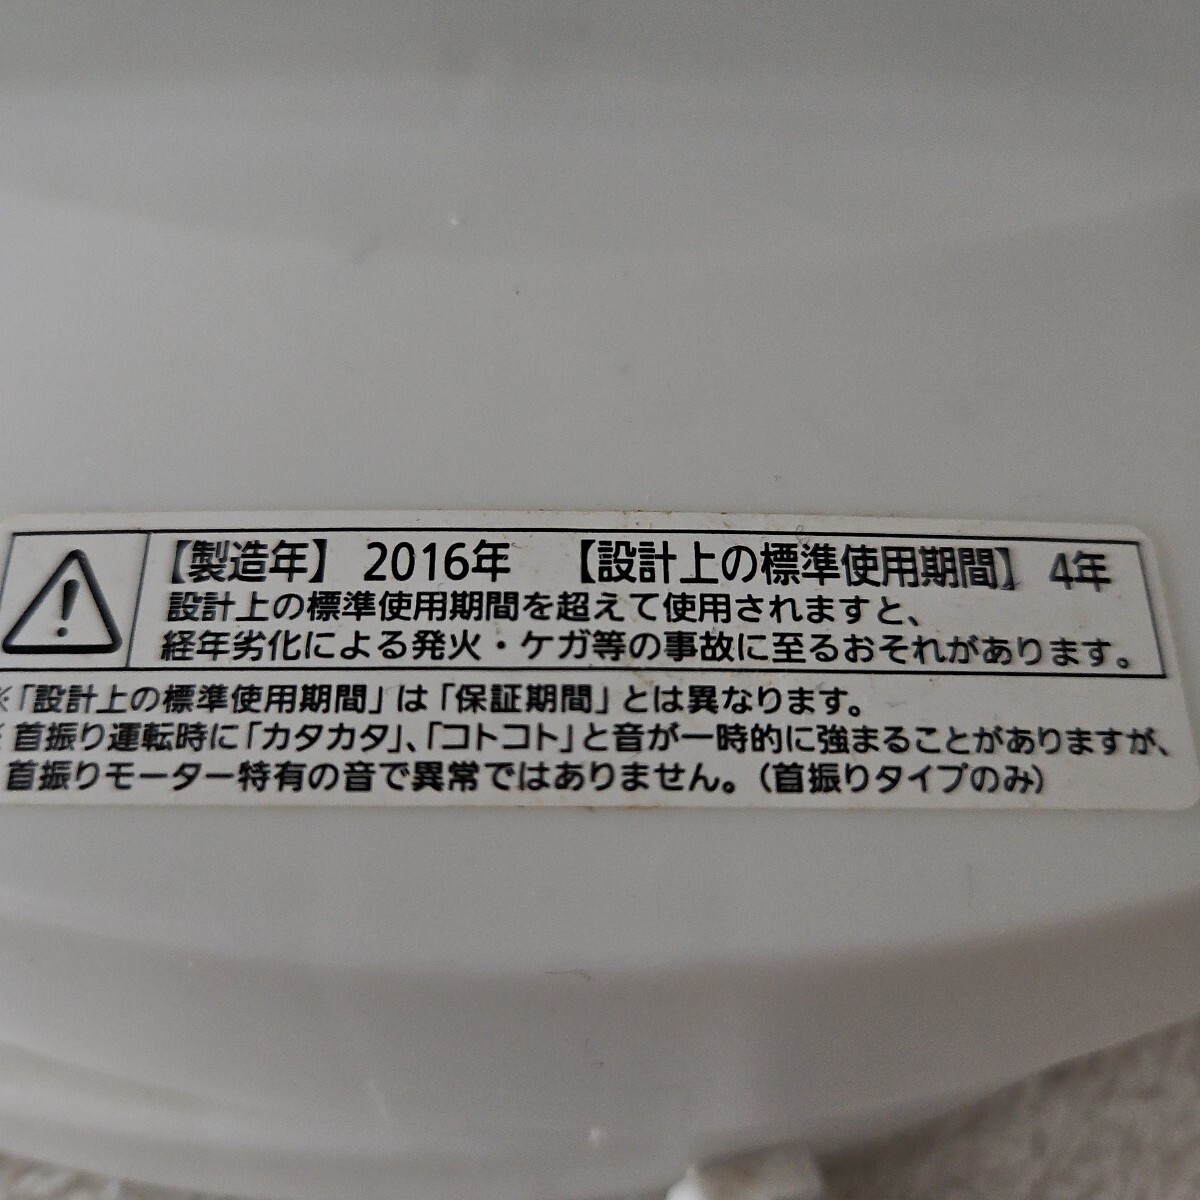 【製造年】 2016年 【設計上の標準使用期間】 4年
設計上の標準使用期間を超えて使用されますと、
経年劣化による発火・ケガ等の事故に至るおそれがあります。
※「設計上の標準使用期間」は「保証期間」とは異なります。
※首振り運転時に「カタカタ」、「コトコト」と音が一時的に強まることがありますが、
首振りモーター特有の音で異常ではありません。(首振りタイプのみ)